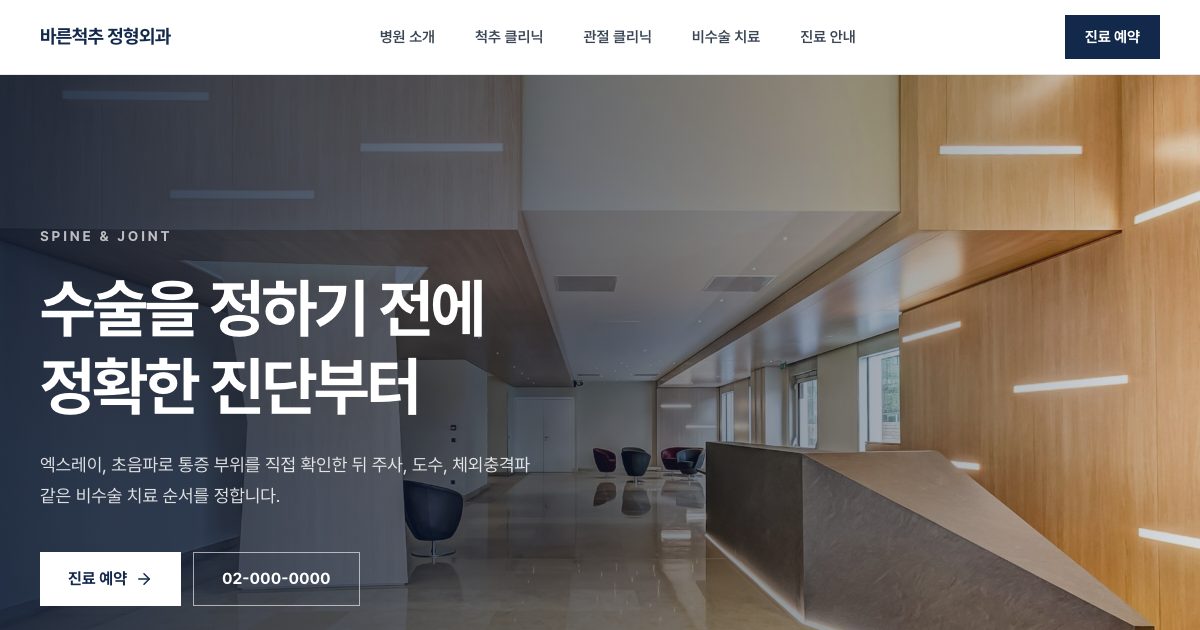 바른척추 정형외과
병원 소개
척추 클리닉
관절 클리닉
비수술 치료
진료 안내
진료 예약
SPINE & JOINT
수술을 정하기 전에
정확한 진단부터
엑스레이, 초음파로 통증 부위를 직접 확인한 뒤 주사, 도수, 체외충격파
같은 비수술 치료 순서를 정합니다.
진료 예약 →
02-000-0000